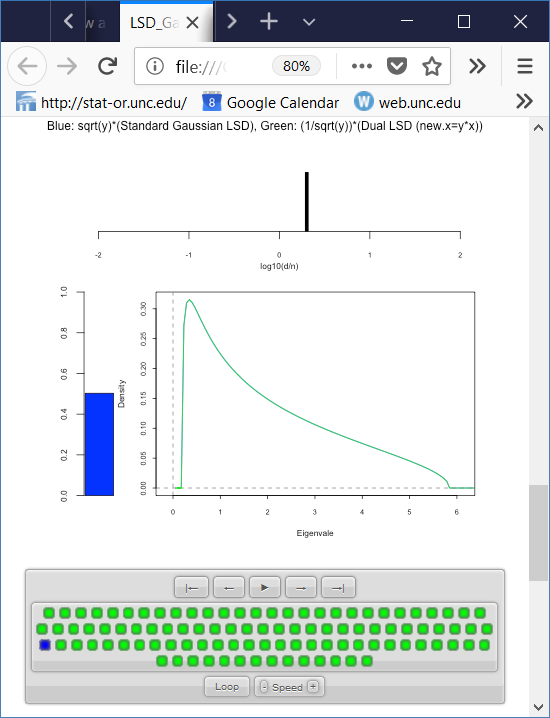 w a
LSD_Ga
file:///
80%
http://stat-or.unc.edu/
8
Google Calendar
W
web.unc.edu
Blue: sqrt(y)*(Standard Gaussian LSD), Green: (1/sqrt(y))*(Dual LSD (new.x=y*x))
-2 -1 0 1 2
log10(d/n)
0.0 0.2 0.4 0.6 0.8 1.0
Density
0.00 0.05 0.10 0.15 0.20 0.25 0.30
0 1 2 3 4 5 6
Eigenvale
Loop
- Speed +